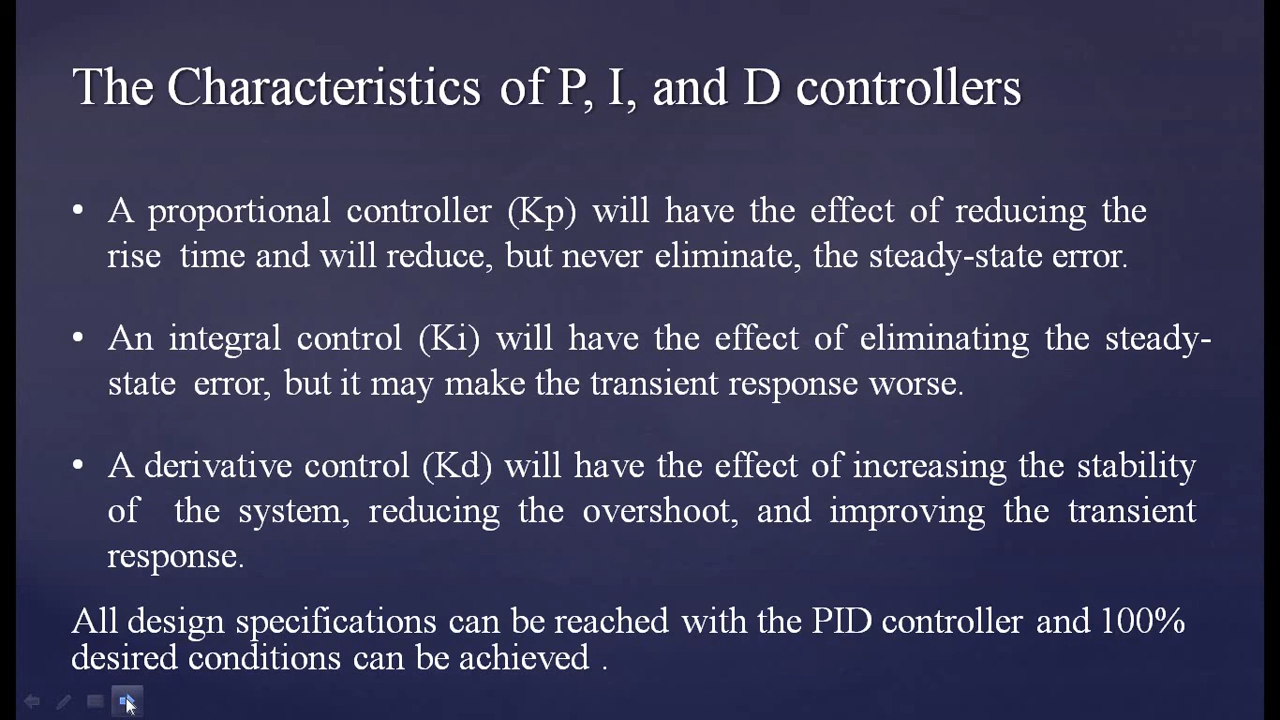 The Characteristics of P, I, and D controllers
• A proportional controller (Kp) will have the effect of reducing the
rise time and will reduce, but never eliminate, the steady-state error.
• An integral control (Ki) will have the effect of eliminating the steady-
state error, but it may make the transient response worse.
• A derivative control (Kd) will have the effect of increasing the stability
of the system, reducing the overshoot, and improving the transient
response.
All design specifications can be reached with the PID controller and 100%
desired conditions can be achieved .